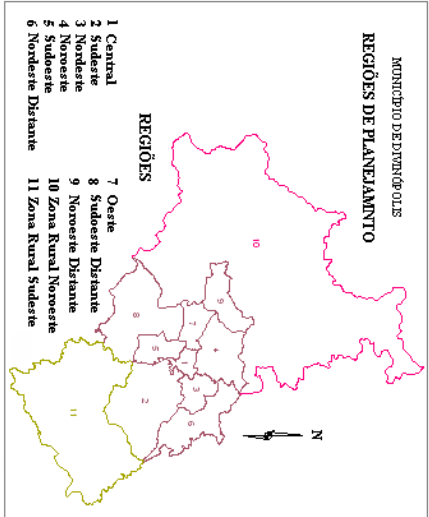 MUNICÍPIO DE DIVINÓPOLIS
REGIÕES DE PLANEJAMNTO
REGIÕES
1 Central
2 Sudeste
3 Nordeste
4 Noroeste
5 Sudoeste
6 Nordeste Distante
7 Oeste
8 Sudoeste Distante
9 Noroeste Distante
10 Zona Rural Noroeste
11 Zona Rural Sudeste
N
10
9
7
4
8
5
1
3
6
2
11